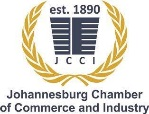 est. 1890
JCCI
Johannesburg Chamber
of Commerce and Industry